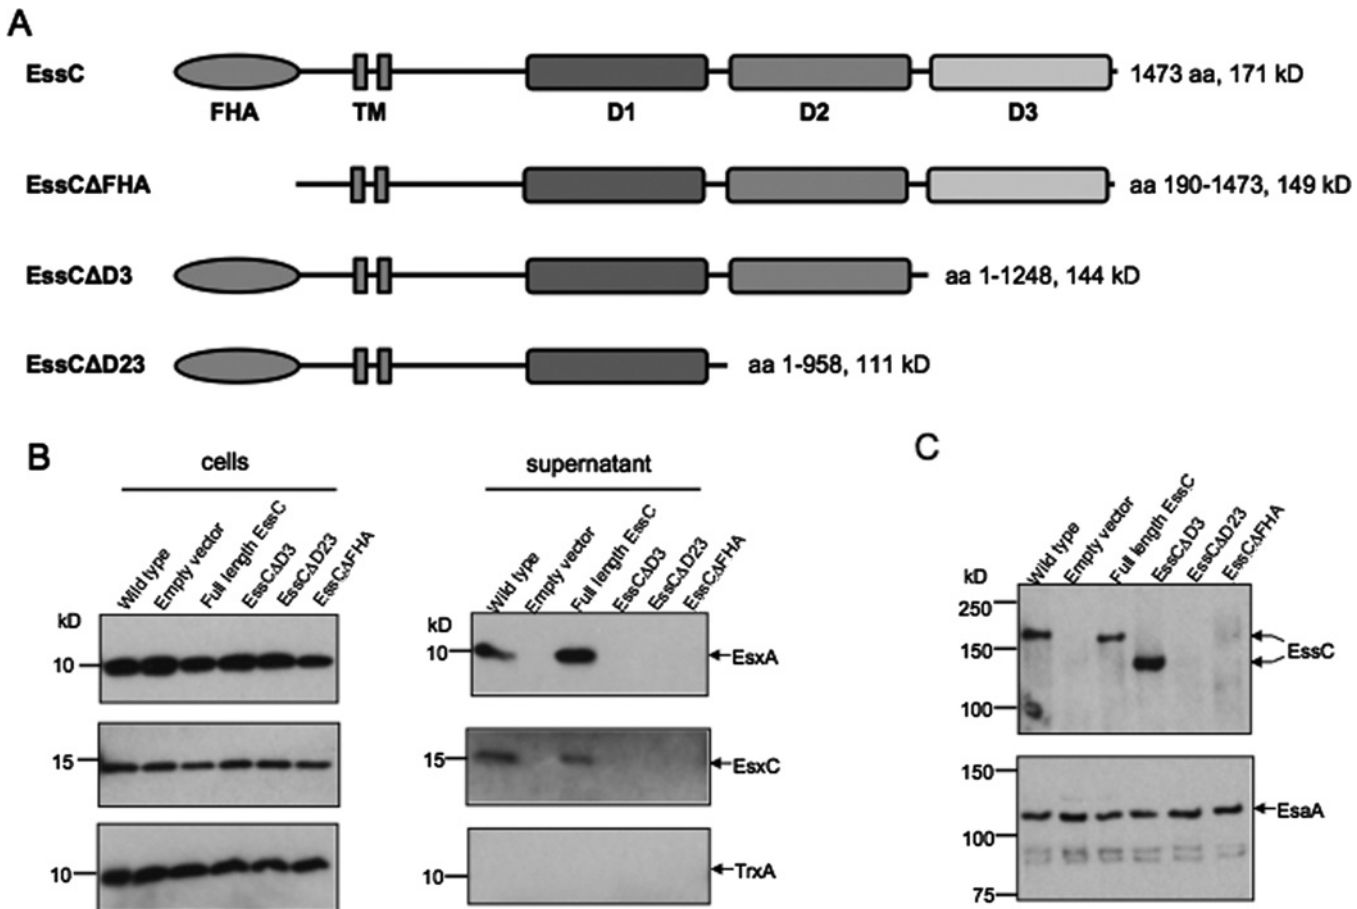 A
EssC
1473 aa, 171 kD
FHA
TM
D1
D2
D3
EssCΔFHA
aa 190-1473, 149 kD
EssCΔD3
aa 1-1248, 144 kD
EssCΔD23
aa 1-958, 111 kD
B
cells
Wild type
Empty vector
Full length EssC
EssCΔD3
EssCΔD23
EssCΔFHA
kD
10
15
10
supernatant
Wild type
Empty vector
Full length EssC
EssCΔD3
EssCΔD23
EssCΔFHA
kD
10
EsxA
15
EsxC
10
TrxA
C
Wild type
Empty vector
Full length EssC
EssCΔD3
EssCΔD23
EssCΔFHA
kD
250
150
100
EssC
150
100
75
EsaA